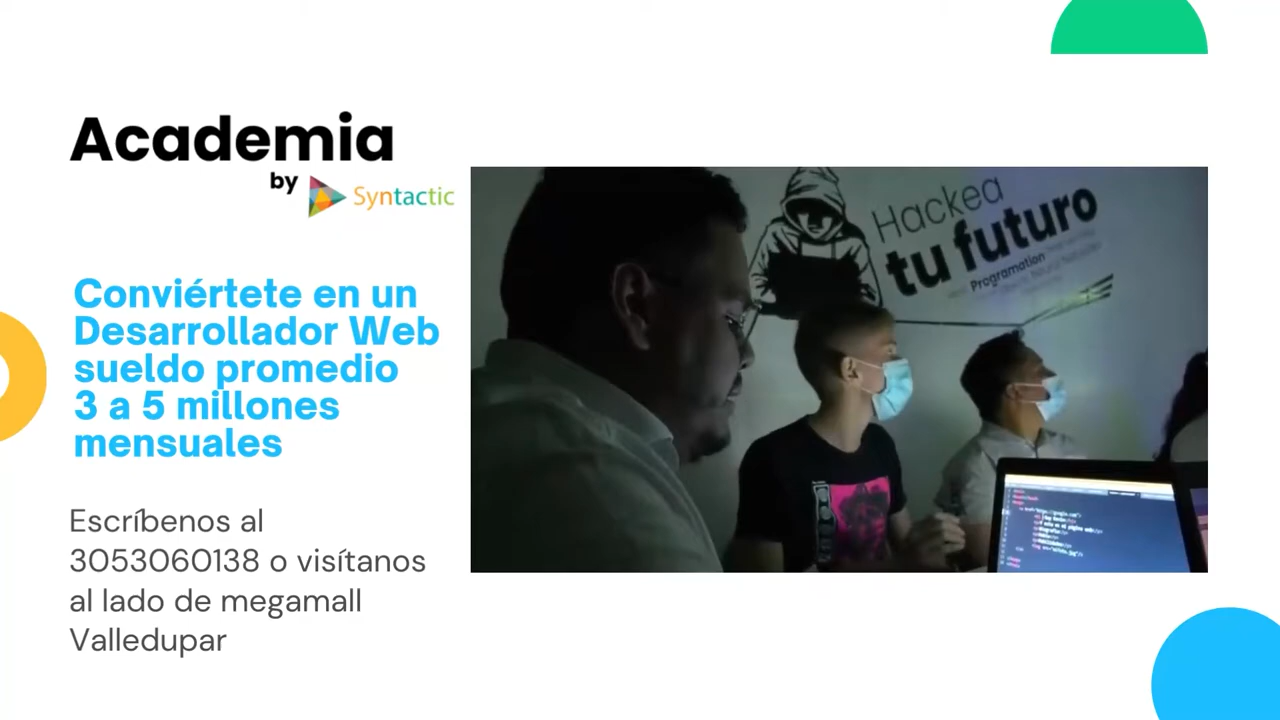 Academia
by Syntactic
Conviértete en un
Desarrollador Web
sueldo promedio
3 a 5 millones
mensuales
Escríbenos al
3053060138 o visítanos
al lado de megamall
Valledupar
Hackea
tu futuro
Programation